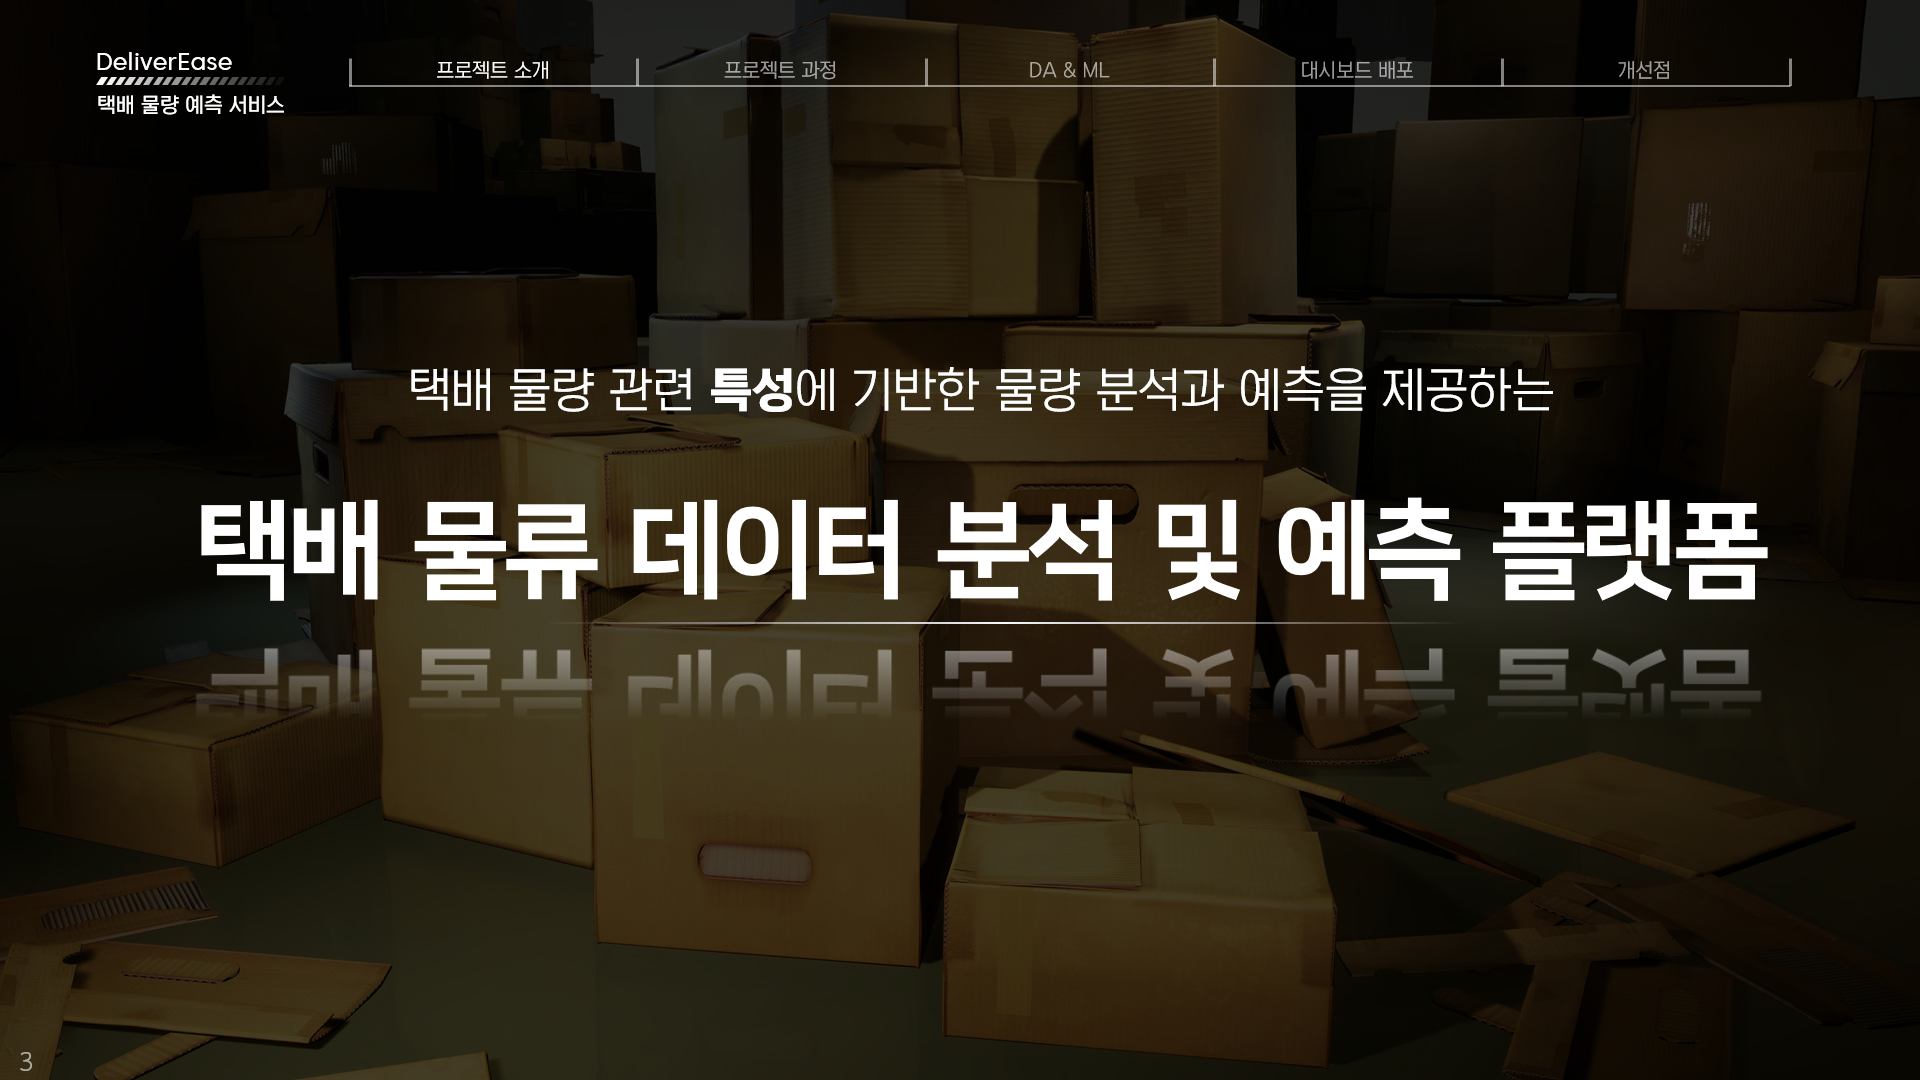 DeliverEase
택배 물량 예측 서비스
프로젝트 소개
프로젝트 과정
DA & ML
대시보드 배포
개선점
택배 물량 관련 특성에 기반한 물량 분석과 예측을 제공하는
택배 물류 데이터 분석 및 예측 플랫폼
3